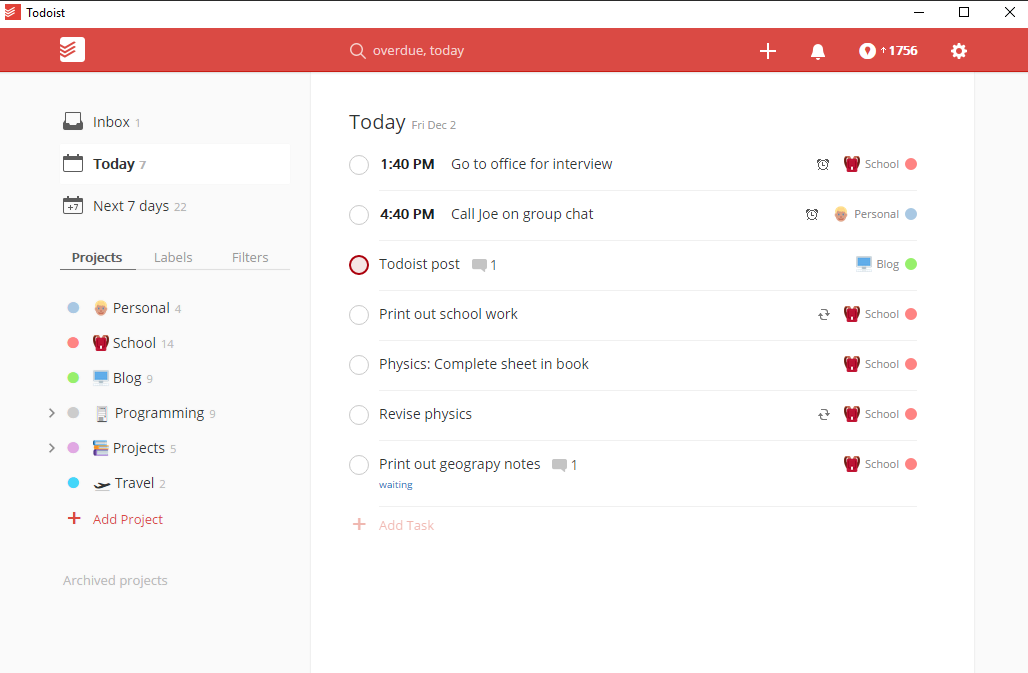 Todoist
overdue, today
1756
Inbox 1
Today 7
+7 Next 7 days 22
Projects Labels Filters
Personal 4
School 14
Blog 9
Programming 9
Projects 5
Travel 2
Add Project
Archived projects
Today Fri Dec 2
1:40 PM Go to office for interview School
4:40 PM Call Joe on group chat Personal
Todoist post 1 Blog
Print out school work School
Physics: Complete sheet in book School
Revise physics School
Print out geograpy notes 1 School
waiting
Add Task